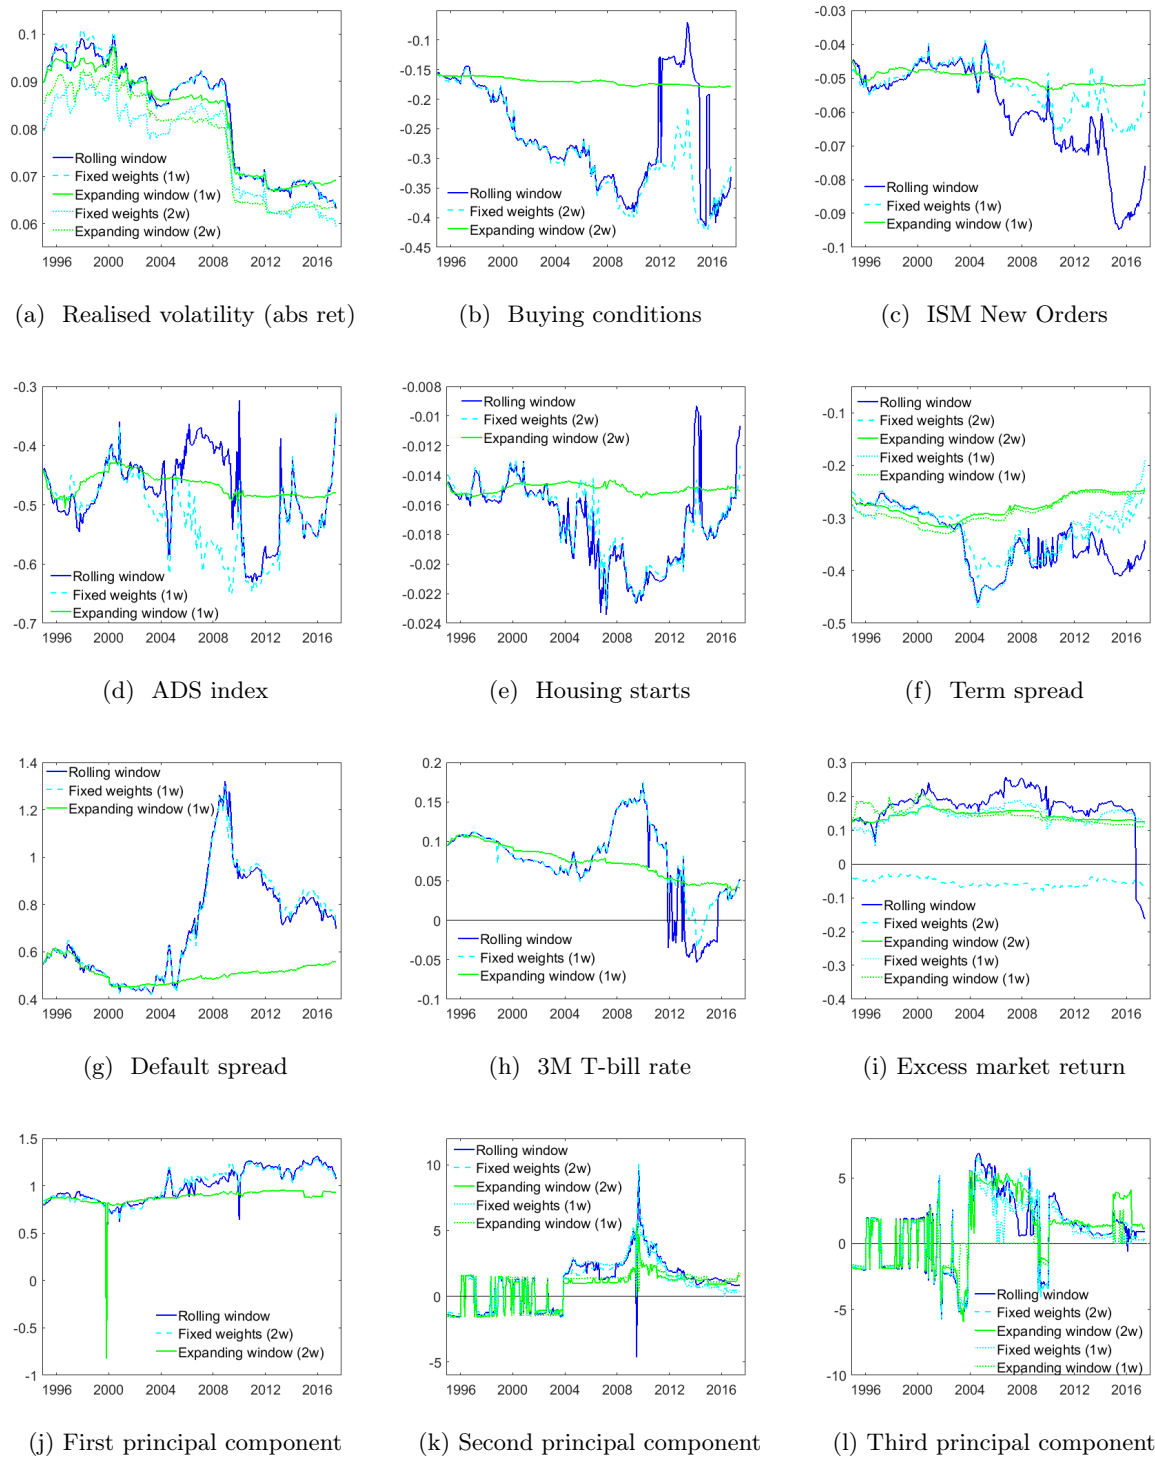 0.1
0.09
0.08
0.07
0.06
Rolling window
Fixed weights (1w)
Expanding window (1w)
Fixed weights (2w)
Expanding window (2w)
1996 2000 2004 2008 2012 2016
(a) Realised volatility (abs ret)
-0.1
-0.15
-0.2
-0.25
-0.3
-0.35
-0.4
-0.45
Rolling window
Fixed weights (2w)
Expanding window (2w)
1996 2000 2004 2008 2012 2016
(b) Buying conditions
-0.03
-0.04
-0.05
-0.06
-0.07
-0.08
-0.09
-0.1
Rolling window
Fixed weights (1w)
Expanding window (1w)
1996 2000 2004 2008 2012 2016
(c) ISM New Orders
-0.3
-0.4
-0.5
-0.6
-0.7
Rolling window
Fixed weights (1w)
Expanding window (1w)
1996 2000 2004 2008 2012 2016
(d) ADS index
-0.008
-0.01
-0.012
-0.014
-0.016
-0.018
-0.02
-0.022
-0.024
Rolling window
Fixed weights (2w)
Expanding window (2w)
1996 2000 2004 2008 2012 2016
(e) Housing starts
-0.1
-0.2
-0.3
-0.4
-0.5
Rolling window
Fixed weights (2w)
Expanding window (2w)
Fixed weights (1w)
Expanding window (1w)
1996 2000 2004 2008 2012 2016
(f) Term spread
1.4
1.2
1
0.8
0.6
0.4
Rolling window
Fixed weights (1w)
Expanding window (1w)
1996 2000 2004 2008 2012 2016
(g) Default spread
0.2
0.15
0.1
0.05
0
-0.05
-0.1
Rolling window
Fixed weights (1w)
Expanding window (1w)
1996 2000 2004 2008 2012 2016
(h) 3M T-bill rate
0.3
0.2
0.1
0
-0.1
-0.2
-0.3
-0.4
Rolling window
Fixed weights (2w)
Expanding window (2w)
Fixed weights (1w)
Expanding window (1w)
1996 2000 2004 2008 2012 2016
(i) Excess market return
1.5
1
0.5
0
-0.5
-1
Rolling window
Fixed weights (2w)
Expanding window (2w)
1996 2000 2004 2008 2012 2016
(j) First principal component
10
5
0
-5
Rolling window
Fixed weights (2w)
Expanding window (2w)
Fixed weights (1w)
Expanding window (1w)
1996 2000 2004 2008 2012 2016
(k) Second principal component
5
0
-5
-10
Rolling window
Fixed weights (2w)
Expanding window (2w)
Fixed weights (1w)
Expanding window (1w)
1996 2000 2004 2008 2012 2016
(l) Third principal component